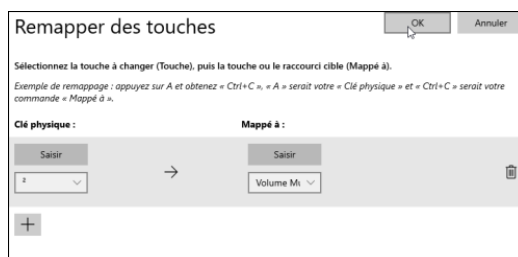 Remapper des touches
OK
Annuler
Sélectionnez la touche à changer (Touche), puis la touche ou le raccourci cible (Mappé à).
Exemple de remappage : appuyez sur A et obtenez « Ctrl+C », « A » serait votre « Clé physique » et « Ctrl+C » serait votre
commande « Mappé à ».
Clé physique :
Mappé à :
Saisir
Saisir
²
Volume Mu